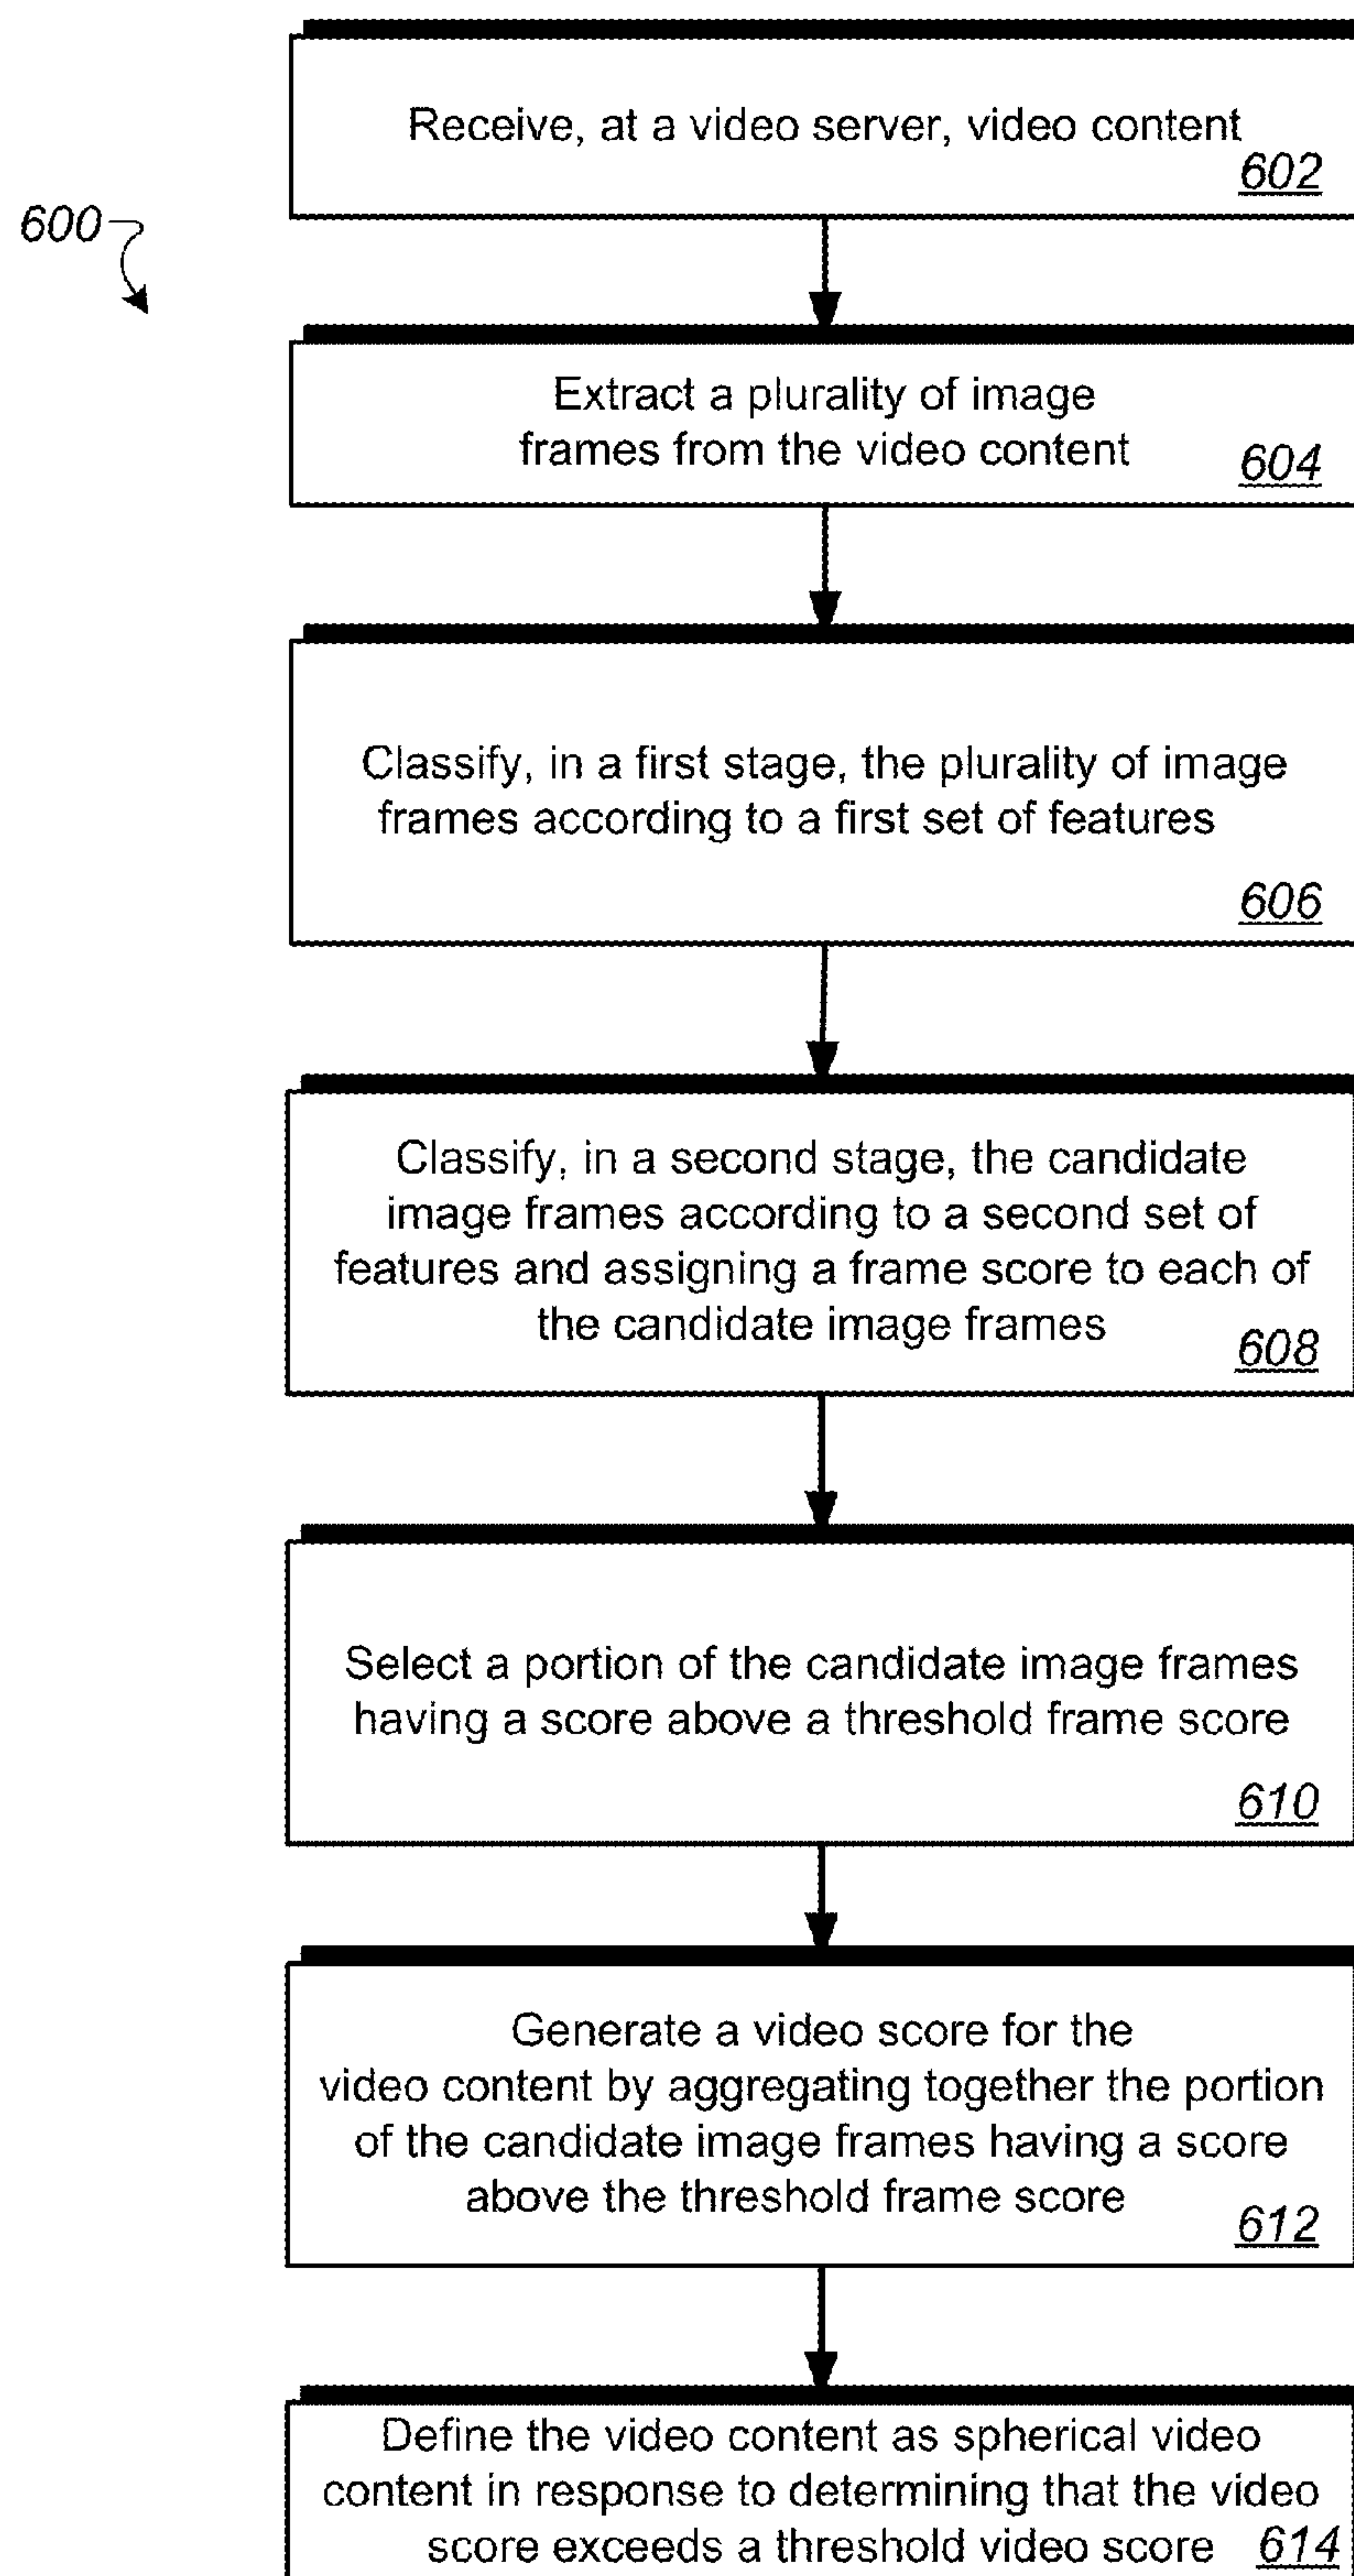 Receive, at a video server, video content
602
600
Extract a plurality of image
frames from the video content
604
Classify, in a first stage, the plurality of image
frames according to a first set of features
606
Classify, in a second stage, the candidate
image frames according to a second set of
features and assigning a frame score to each of
the candidate image frames
608
Select a portion of the candidate image frames
having a score above a threshold frame score
610
Generate a video score for the
video content by aggregating together the portion
of the candidate image frames having a score
above the threshold frame score
612
Define the video content as spherical video
content in response to determining that the video
score exceeds a threshold video score 614